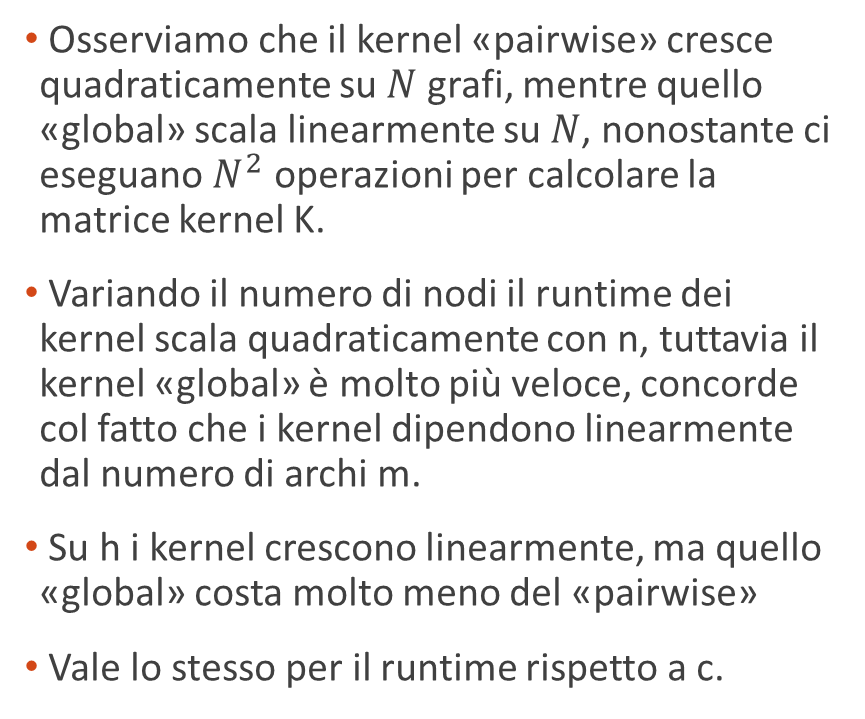 • Osserviamo che il kernel «pairwise» cresce
quadraticamente su N grafi, mentre quello
«global» scala linearmente su N, nonostante ci
eseguano N² operazioni per calcolare la
matrice kernel K.
• Variando il numero di nodi il runtime dei
kernel scala quadraticamente con n, tuttavia il
kernel «global» è molto più veloce, concorde
col fatto che i kernel dipendono linearmente
dal numero di archi m.
• Su h i kernel crescono linearmente, ma quello
«global» costa molto meno del «pairwise»
• Vale lo stesso per il runtime rispetto a c.